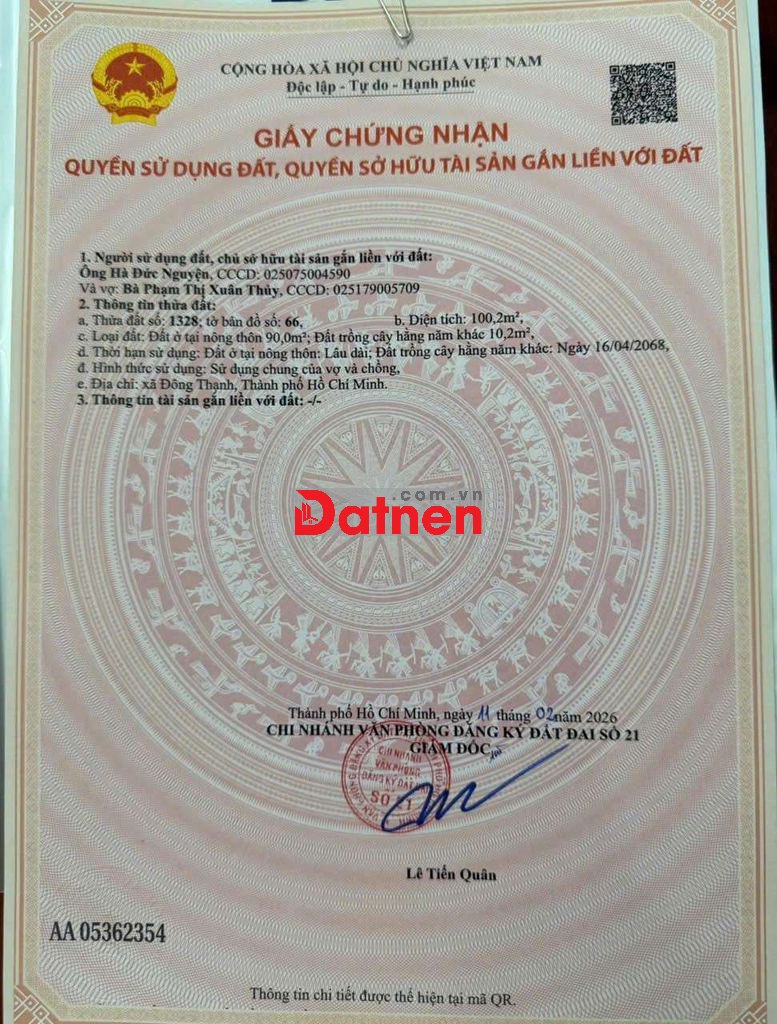 CỘNG HÒA XÃ HỘI CHỦ NGHĨA VIỆT NAM
Độc lập - Tự do - Hạnh phúc
GIẤY CHỨNG NHẬN
QUYỀN SỬ DỤNG ĐẤT, QUYỀN SỞ HỮU TÀI SẢN GẮN LIỀN VỚI ĐẤT
1. Người sử dụng đất, chủ sở hữu tài sản gắn liền với đất:
Ông Hà Đức Nguyện, CCCD: 025075004590
Và vợ: Bà Phạm Thị Xuân Thủy, CCCD: 025179005709
2. Thông tin thửa đất:
a. Thửa đất số: 1328; tờ bản đồ số: 66, b. Diện tích: 100,2m²,
c. Loại đất: Đất ở tại nông thôn 90,0m²; Đất trồng cây hằng năm khác 10,2m²,
d. Thời hạn sử dụng: Đất ở tại nông thôn: Lâu dài; Đất trồng cây hằng năm khác: Ngày 16/04/2068,
đ. Hình thức sử dụng: Sử dụng chung của vợ và chồng,
e. Địa chỉ: xã Đông Thạnh, Thành phố Hồ Chí Minh.
3. Thông tin tài sản gắn liền với đất: -/-
.com.vn
Datnen
Thành phố Hồ Chí Minh, ngày 11 tháng 02 năm 2026
CHI NHÁNH VĂN PHÒNG ĐĂNG KÝ ĐẤT ĐAI SỐ 21
GIÁM ĐỐC
CHI NHÁNH
VĂN PHÒNG
ĐĂNG KÝ ĐẤT
Lê Tiến Quân
AA 05362354
Thông tin chi tiết được thể hiện tại mã QR.